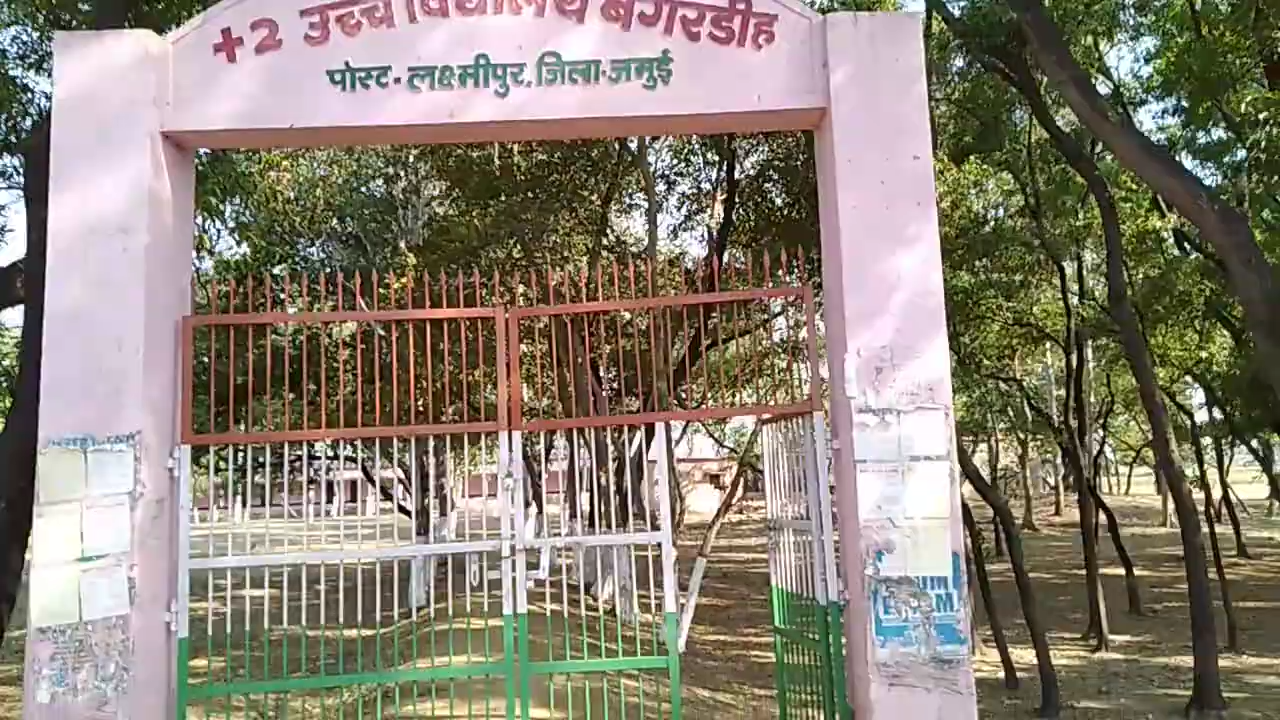 +2 उच्च विद्यालय बगरडीह
पोस्ट - लक्ष्मीपुर, जिला-जमुई